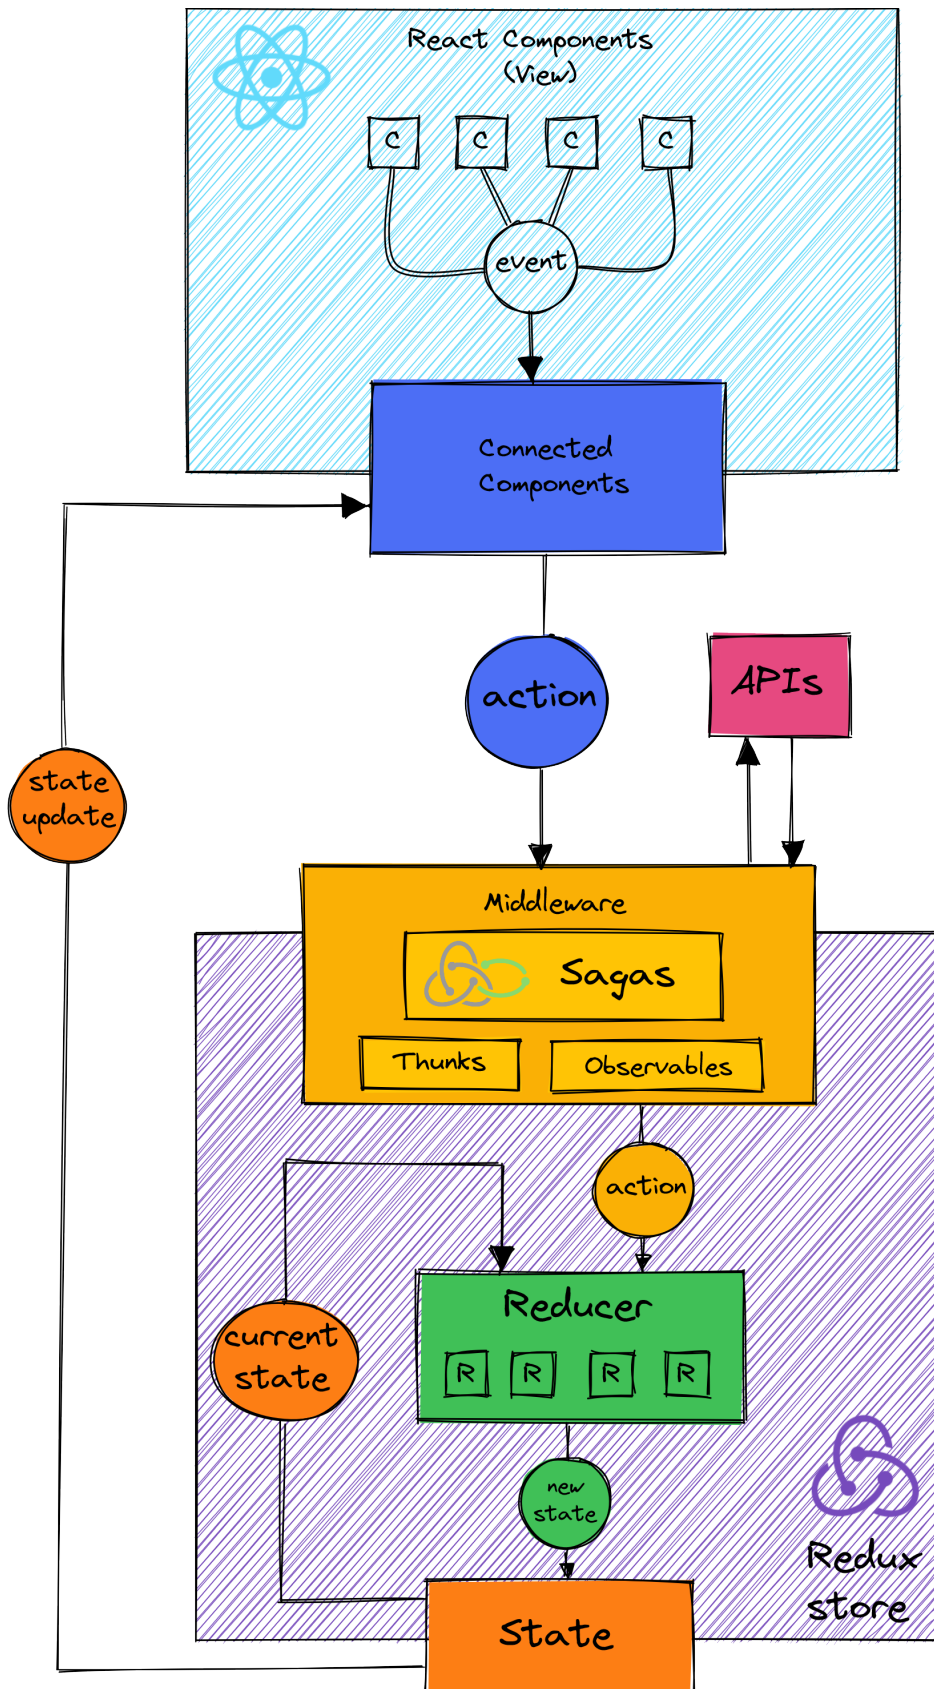 React Components
(View)
C C C C
event
Connected
Components
action
APIs
state
update
Middleware
Sagas
Thunks
Observables
action
Reducer
R R R R
current
state
new
state
Redux
store
State